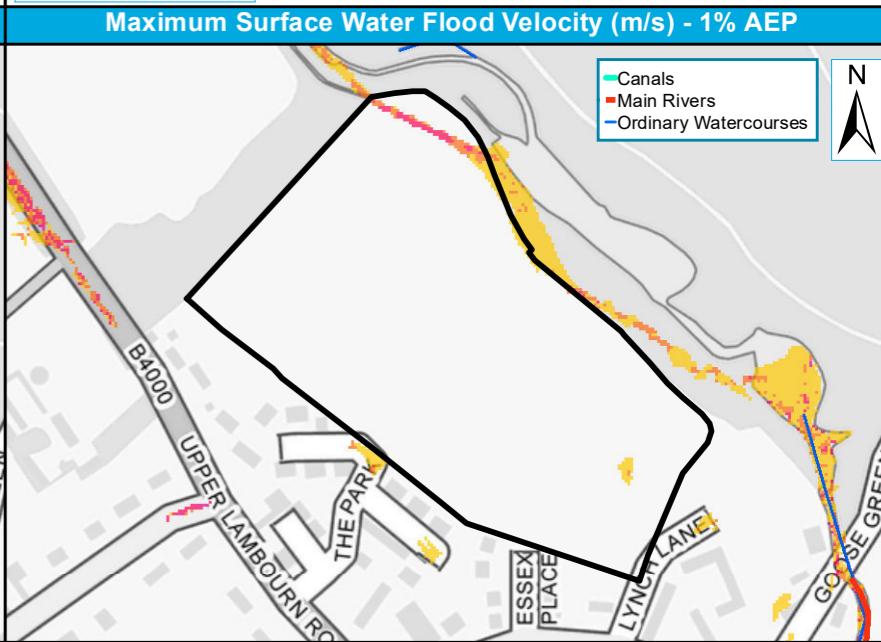 Maximum Surface Water Flood Velocity (m/s) - 1% AEP
Canals
Main Rivers
Ordinary Watercourses
N
B4000
UPPER LAMBOURN RO
THE PARK
ESSEX
PLACE
LYNCH LANE
GOOSE GREEN